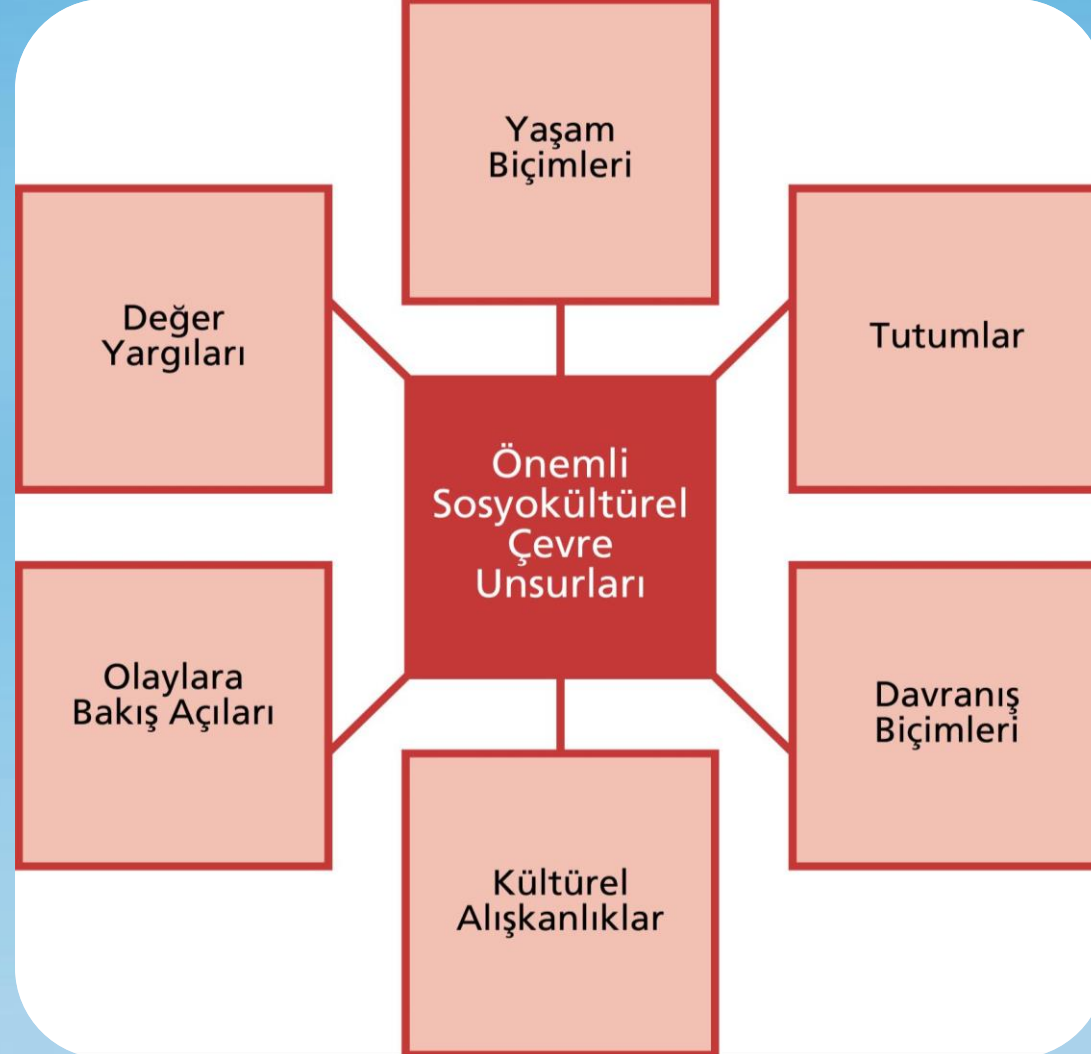 Yaşam
Biçimleri
Değer
Yargıları
Tutumlar
Önemli
Sosyokültürel
Çevre
Unsurları
Olaylara
Bakış Açıları
Davranış
Biçimleri
Kültürel
Alışkanlıklar